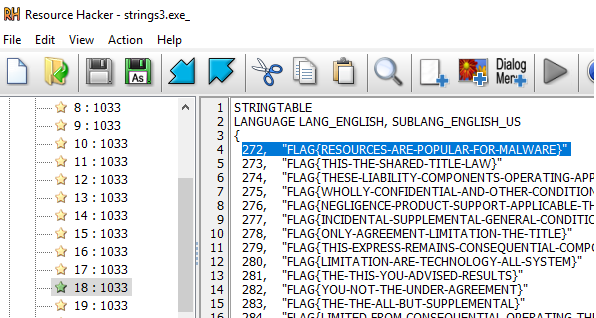 RH Resource Hacker - strings3.exe_
File Edit View Action Help
As Dialog Menu
8 : 1033
9 : 1033
10 : 1033
11 : 1033
12 : 1033
13 : 1033
14 : 1033
15 : 1033
16 : 1033
17 : 1033
18 : 1033
19 : 1033
1 STRINGTABLE
2 LANGUAGE LANG_ENGLISH, SUBLANG_ENGLISH_US
3 {
4 272, "FLAG{RESOURCES-ARE-POPULAR-FOR-MALWARE}"
5 273, "FLAG{THIS-THE-SHARED-TITLE-LAW}"
6 274, "FLAG{THESE-LIABILITY-COMPONENTS-OPERATING-APP
7 275, "FLAG{WHOLLY-CONFIDENTIAL-AND-OTHER-CONDITION
8 276, "FLAG{NEGLIGENCE-PRODUCT-SUPPORT-APPLICABLE-TH
9 277, "FLAG{INCIDENTAL-SUPPLEMENTAL-GENERAL-CONDITIO
10 278, "FLAG{ONLY-AGREEMENT-LIMITATION-THE-TITLE}"
11 279, "FLAG{THIS-EXPRESS-REMAINS-CONSEQUENTIAL-COMPO
12 280, "FLAG{LIMITATION-ARE-TECHNOLOGY-ALL-SYSTEM}"
13 281, "FLAG{THE-THIS-YOU-ADVISED-RESULTS}"
14 282, "FLAG{YOU-NOT-THE-UNDER-AGREEMENT}"
15 283, "FLAG{THE-THE-ALL-BUT-SUPPLEMENTAL}"
16 284, "FLAG{LIMITED-FROM-CONSEQUENTIAL-OPERATING-TH